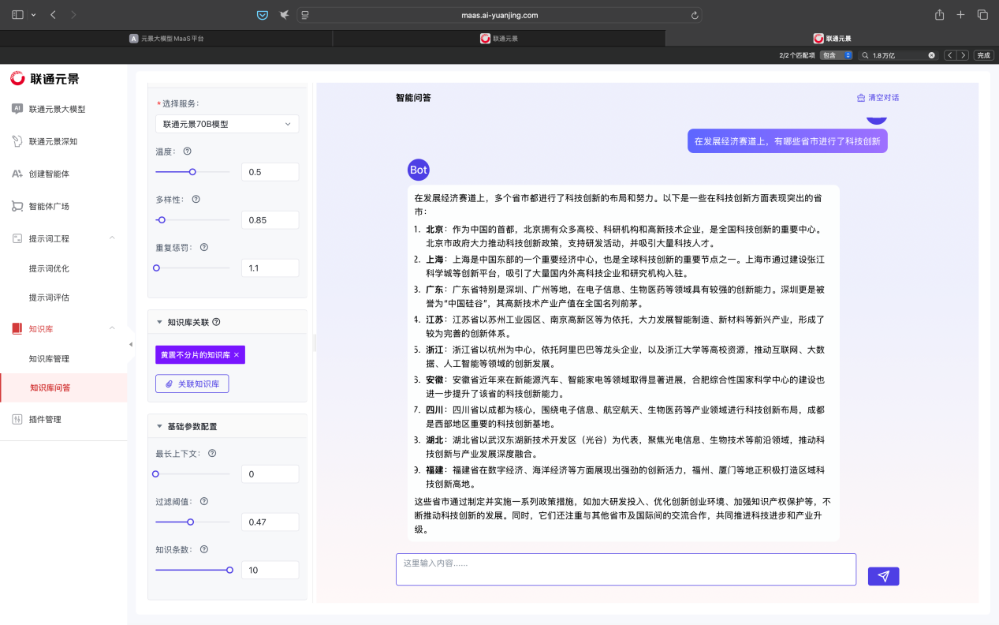 maas.ai-yuanjing.com
A 元景大模型MaaS平台
联通元景
联通元景
2/2个匹配项
包含
1.8万亿
完成
联通元景
AI 联通元景大模型
联通元景深知
创建智能体
智能体广场
提示词工程
提示词优化
提示词评估
知识库
知识库管理
知识库问答
插件管理
*选择服务:
联通元景70B模型
温度:
0.5
多样性:
0.85
重复惩罚:
1.1
知识库关联
黄震不分片的知识库 ×
关联知识库
基础参数配置
最长上下文:
0
过滤阈值:
0.47
知识条数:
10
智能问答
清空对话
在发展经济赛道上，有哪些省市进行了科技创新
Bot
在发展经济赛道上，多个省市都进行了科技创新的布局和努力。以下是一些在科技创新方面表现突出的省
市：
1. 北京：作为中国的首都，北京拥有众多高校、科研机构和高新技术企业，是全国科技创新的重要中心。
北京市政府大力推动科技创新政策，支持研发活动，并吸引大量科技人才。
2. 上海：上海是中国东部的一个重要经济中心，也是全球科技创新的重要节点之一。上海市通过建设张江
科学城等创新平台，吸引了大量国内外高科技企业和研究机构入驻。
3. 广东：广东省特别是深圳、广州等地，在电子信息、生物医药等领域具有较强的创新能力。深圳更是被
誉为“中国硅谷”，其高新技术产业产值在全国名列前茅。
4. 江苏：江苏省以苏州工业园区、南京高新区等为依托，大力发展智能制造、新材料等新兴产业，形成了
较为完善的创新体系。
5. 浙江：浙江省以杭州为中心，依托阿里巴巴等龙头企业，以及浙江大学等高校资源，推动互联网、大数
据、人工智能等领域的创新发展。
6. 安徽：安徽省近年来在新能源汽车、智能家电等领域取得显著进展，合肥综合性国家科学中心的建设也
进一步提升了该省的科技创新能力。
7. 四川：四川省以成都为核心，围绕电子信息、航空航天、生物医药等产业领域进行科技创新布局，成都
是西部地区重要的科技创新基地。
8. 湖北：湖北省以武汉东湖新技术开发区（光谷）为代表，聚焦光电信息、生物技术等前沿领域，推动科
技创新与产业发展深度融合。
9. 福建：福建省在数字经济、海洋经济等方面展现出强劲的创新活力，福州、厦门等地正积极打造区域科
技创新高地。
这些省市通过制定并实施一系列政策措施，如加大研发投入、优化创新创业环境、加强知识产权保护等，不
断推动科技创新的发展。同时，它们还注重与其他省市及国际间的交流合作，共同推进科技进步和产业升
级。
这里输入内容......